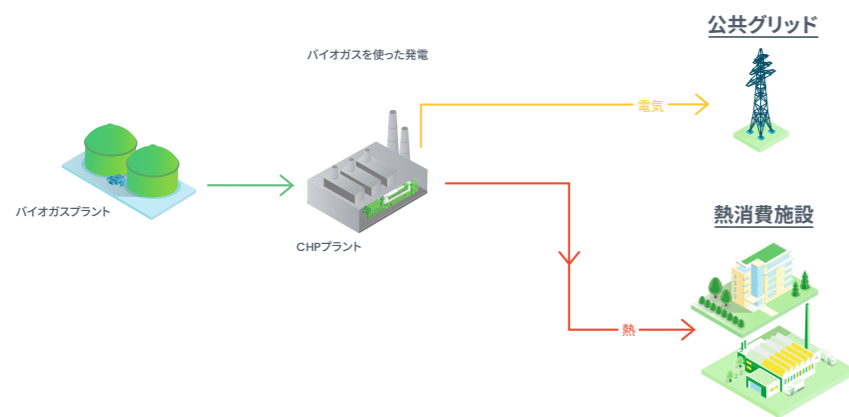 公共グリッド
バイオガスを使った発電
電気
バイオガスプラント
熱消費施設
CHPプラント
熱